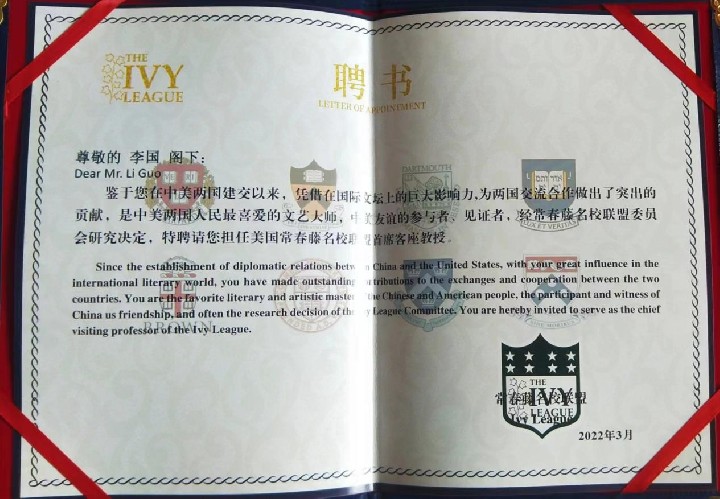 THE
IVY
LEAGUE
聘书
LETTER OF APPOINTMENT
尊敬的 李国 阁下：
Dear Mr. Li Guo
鉴于您在中美两国建交以来，凭借在国际文坛上的巨大影响力,为两国交流合作做出了突出的
贡献，是中美两国人民最喜爱的文艺大师，中美友谊的参与者、见证者，经常春藤名校联盟委员
会研究决定，特聘请您担任美国常春藤名校联盟首席客座教授。
Since the establishment of diplomatic relations between China and the United States, with your great influence in the
international literary world, you have made outstanding contributions to the exchanges and cooperation between the two
countries. You are the favorite literary and artistic master of the Chinese and American people, the participant and witness of
China us friendship, and often the research decision of the Ivy League Committee. You are hereby invited to serve as the chief
visiting professor of the Ivy League.
DARTMOUTH
LUX ET VERITAS
BROWN
THE
IVY
LEAGUE
常春藤名校联盟
Ivy League
2022年3月